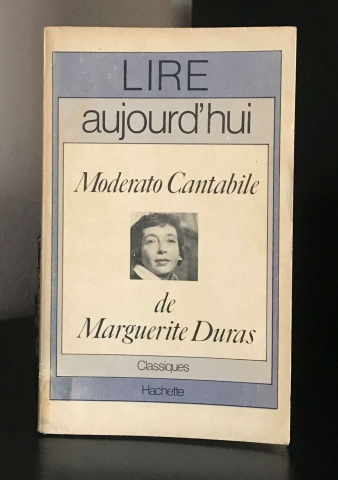 LIRE
aujourd'hui
Moderato Cantabile
de
Marguerite Duras
Classiques
Hachette